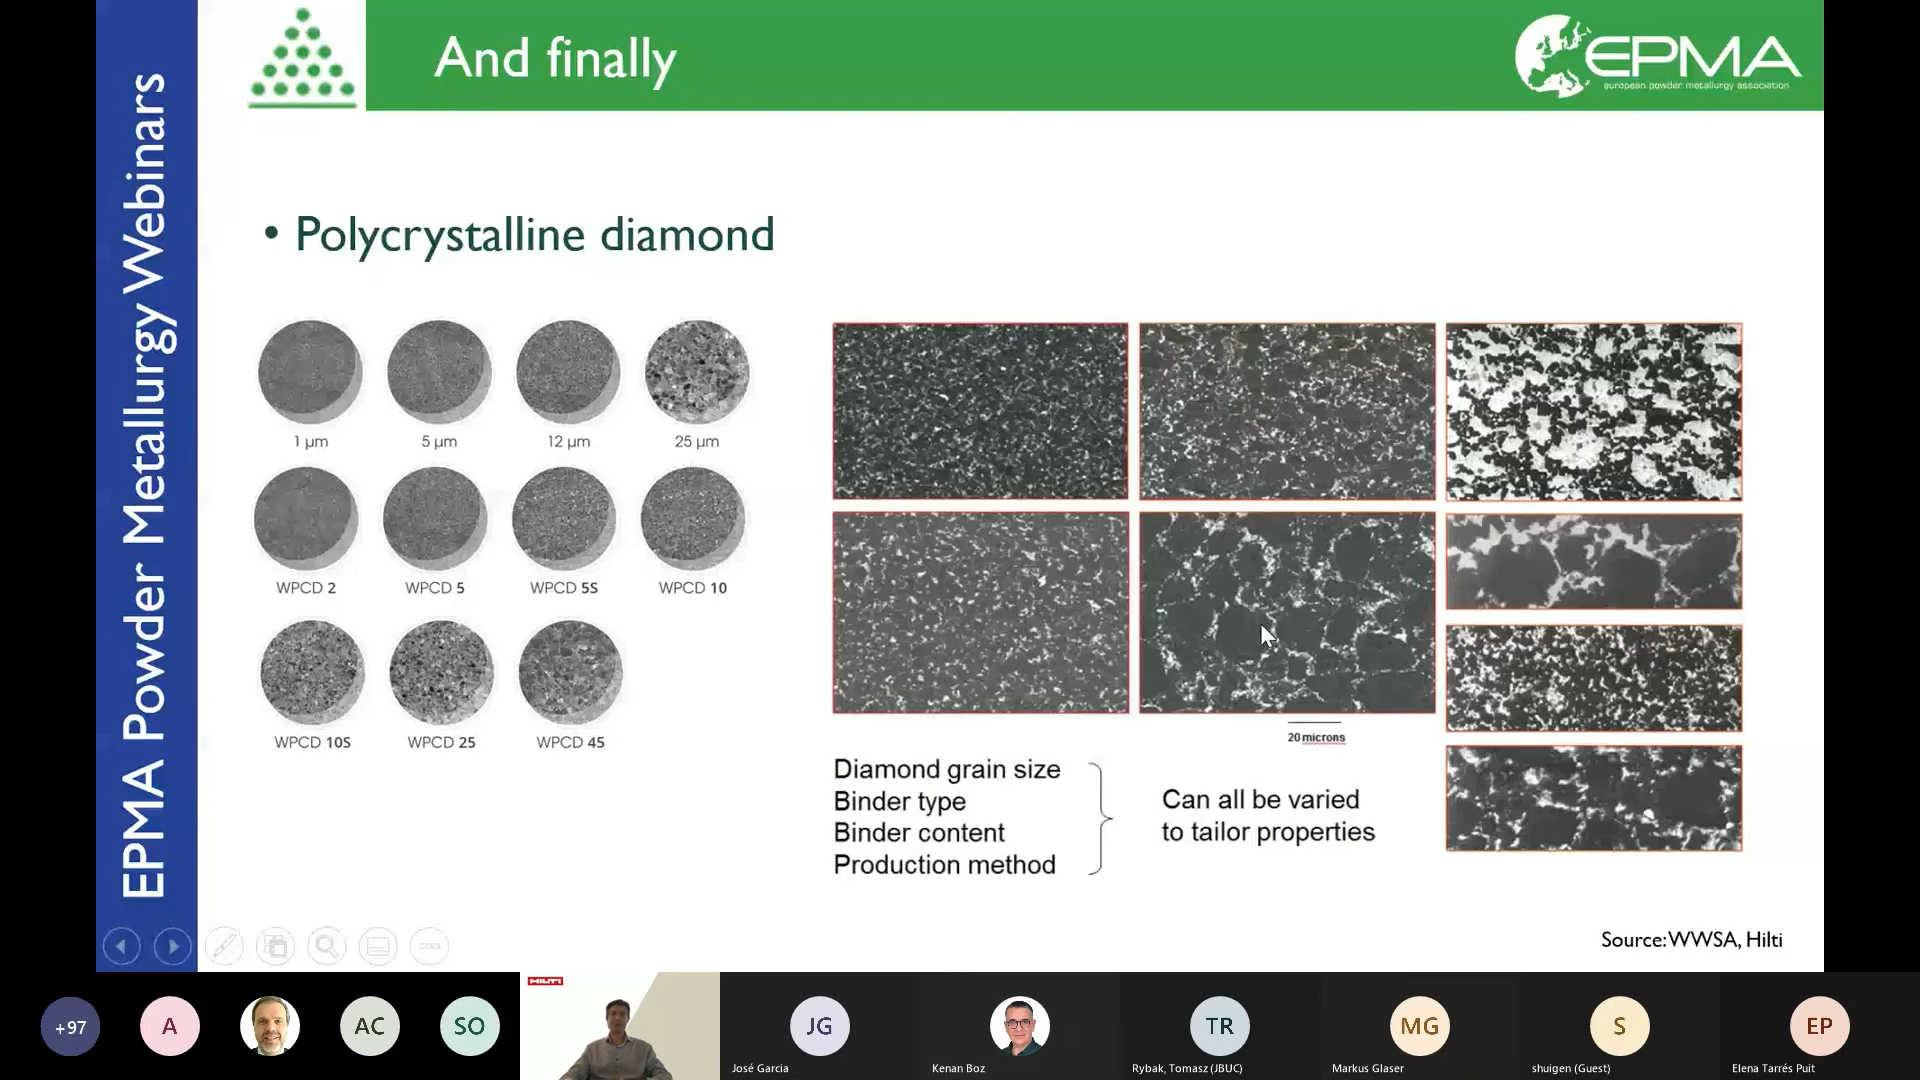 EPMA Powder Metallurgy Webinars
And finally
EPMA
european powder metallurgy association
• Polycrystalline diamond
1 µm
5 µm
12 µm
25 µm
WPCD 2
WPCD 5
WPCD 5S
WPCD 10
WPCD 10S
WPCD 25
WPCD 45
20 microns
Diamond grain size
Binder type
Binder content
Production method
Can all be varied
to tailor properties
Source: WWSA, Hilti
+97
A
AC
SO
HILTI
JG
José Garcia
Kenan Boz
TR
Rybak, Tomasz (JBUC)
MG
Markus Glaser
S
shuigen (Guest)
EP
Elena Tarrés Puit